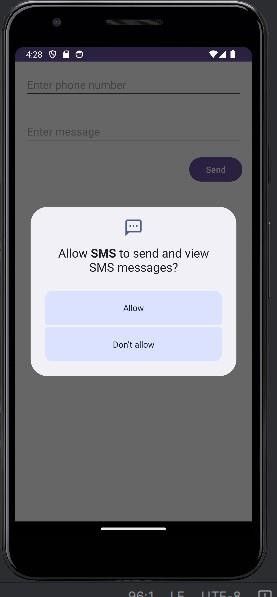 4:28
Enter phone number
Enter message
Send
Allow SMS to send and view
SMS messages?
Allow
Don't allow
96:1 LF UTF-8